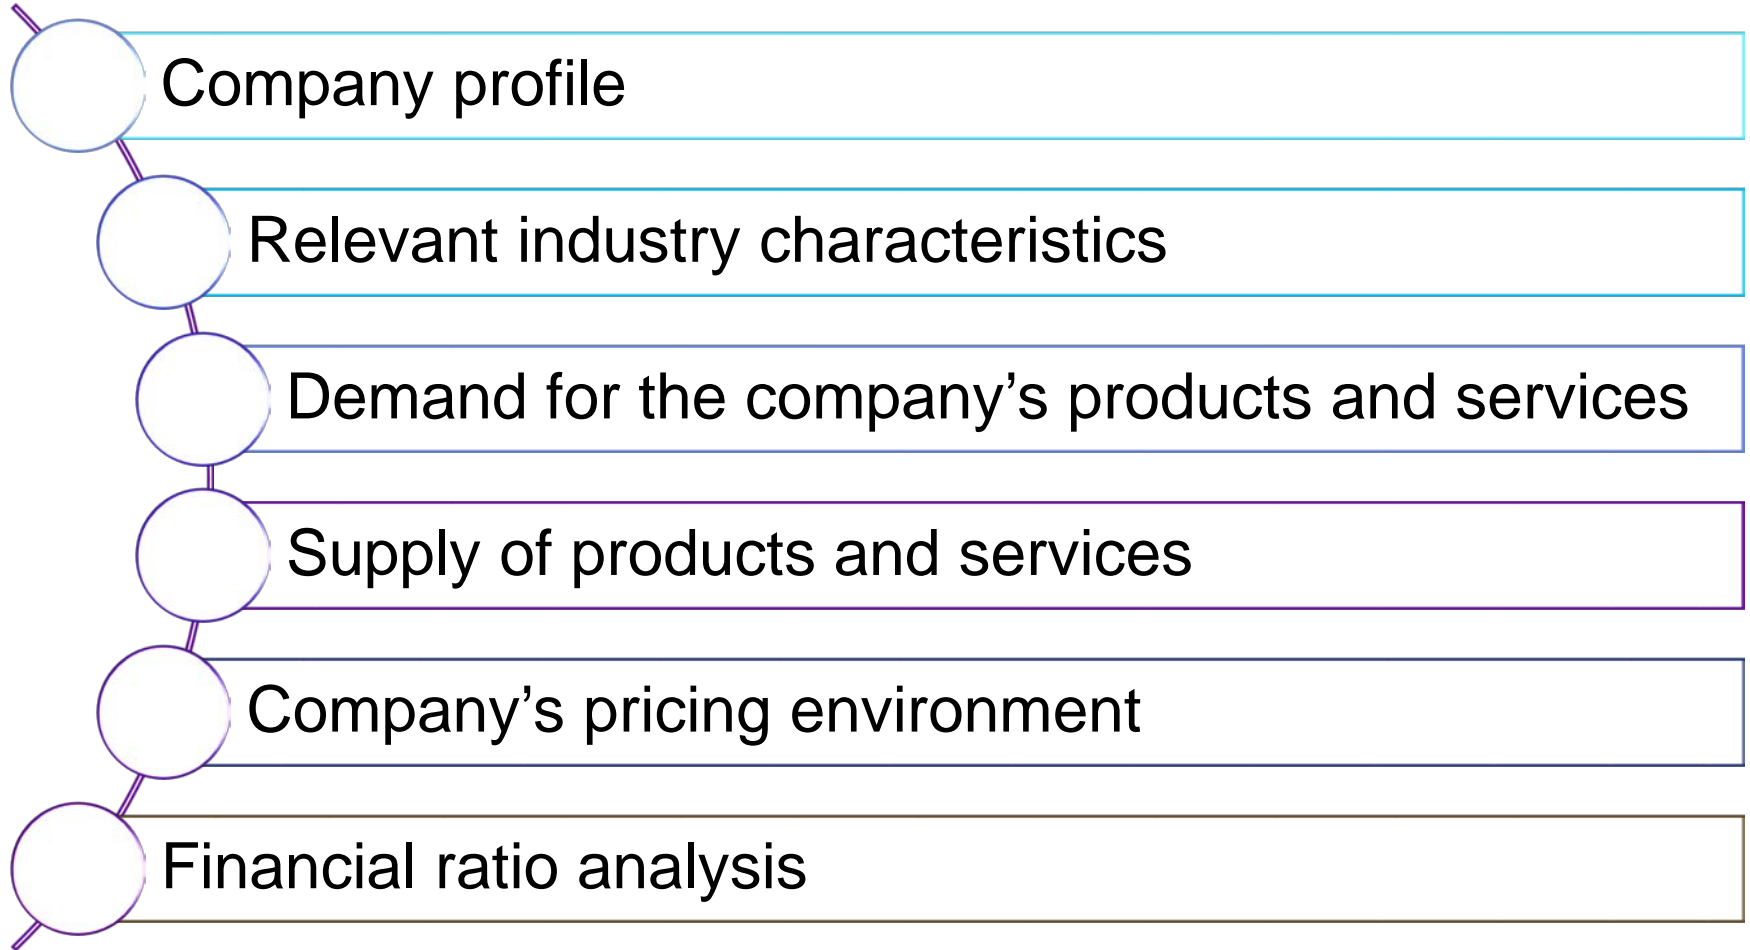 Company profile
Relevant industry characteristics
Demand for the company’s products and services
Supply of products and services
Company’s pricing environment
Financial ratio analysis